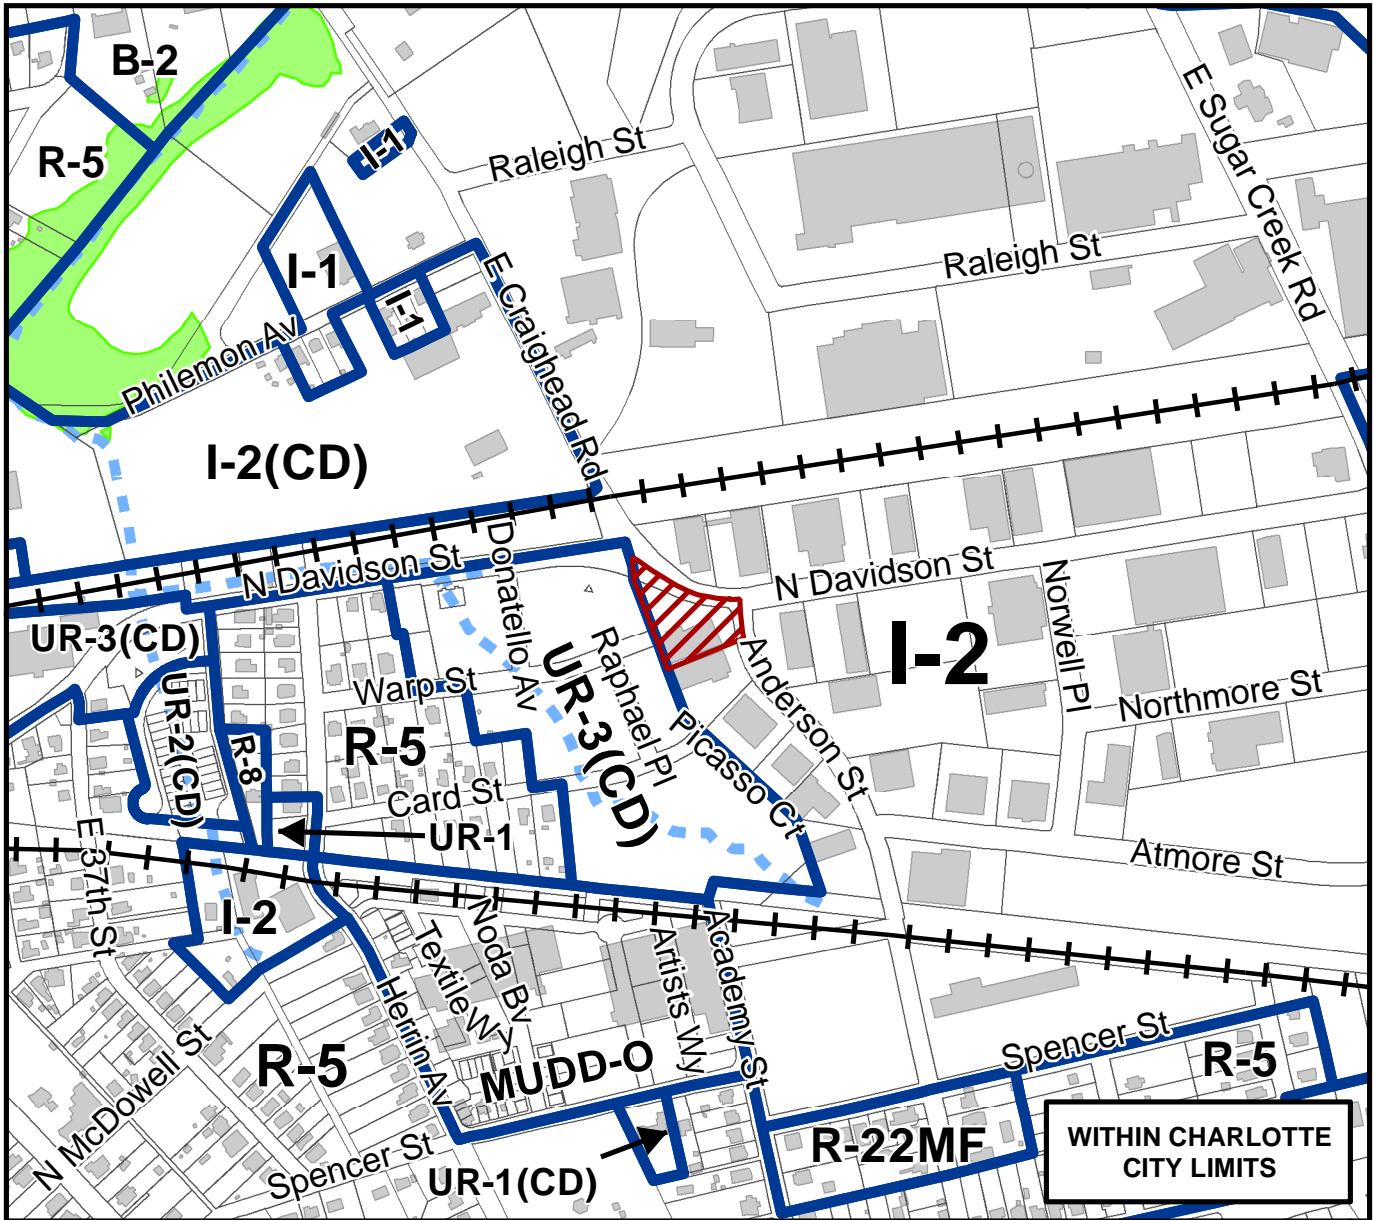 B-2
R-5
I-1
Raleigh St
E Sugar Creek Rd
I-1
I-1
Raleigh St
E Craighead Rd
Philemon Av
I-2(CD)
N Davidson St
Donatello Av
N Davidson St
Norwell Pl
UR-3(CD)
UR-2(CD)
R-8
Warp St
R-5
Card St
UR-1
UR-3(CD)
Raphael Pl
Picasso Ct
Anderson St
I-2
Northmore St
Atmore St
E 37th St
I-2
Herrin Av
Textile Wy
Noda Bv
Artists Wy
Academy St
N McDowell St
R-5
MUDD-O
Spencer St
R-5
Spencer St
UR-1(CD)
R-22MF
WITHIN CHARLOTTE
CITY LIMITS